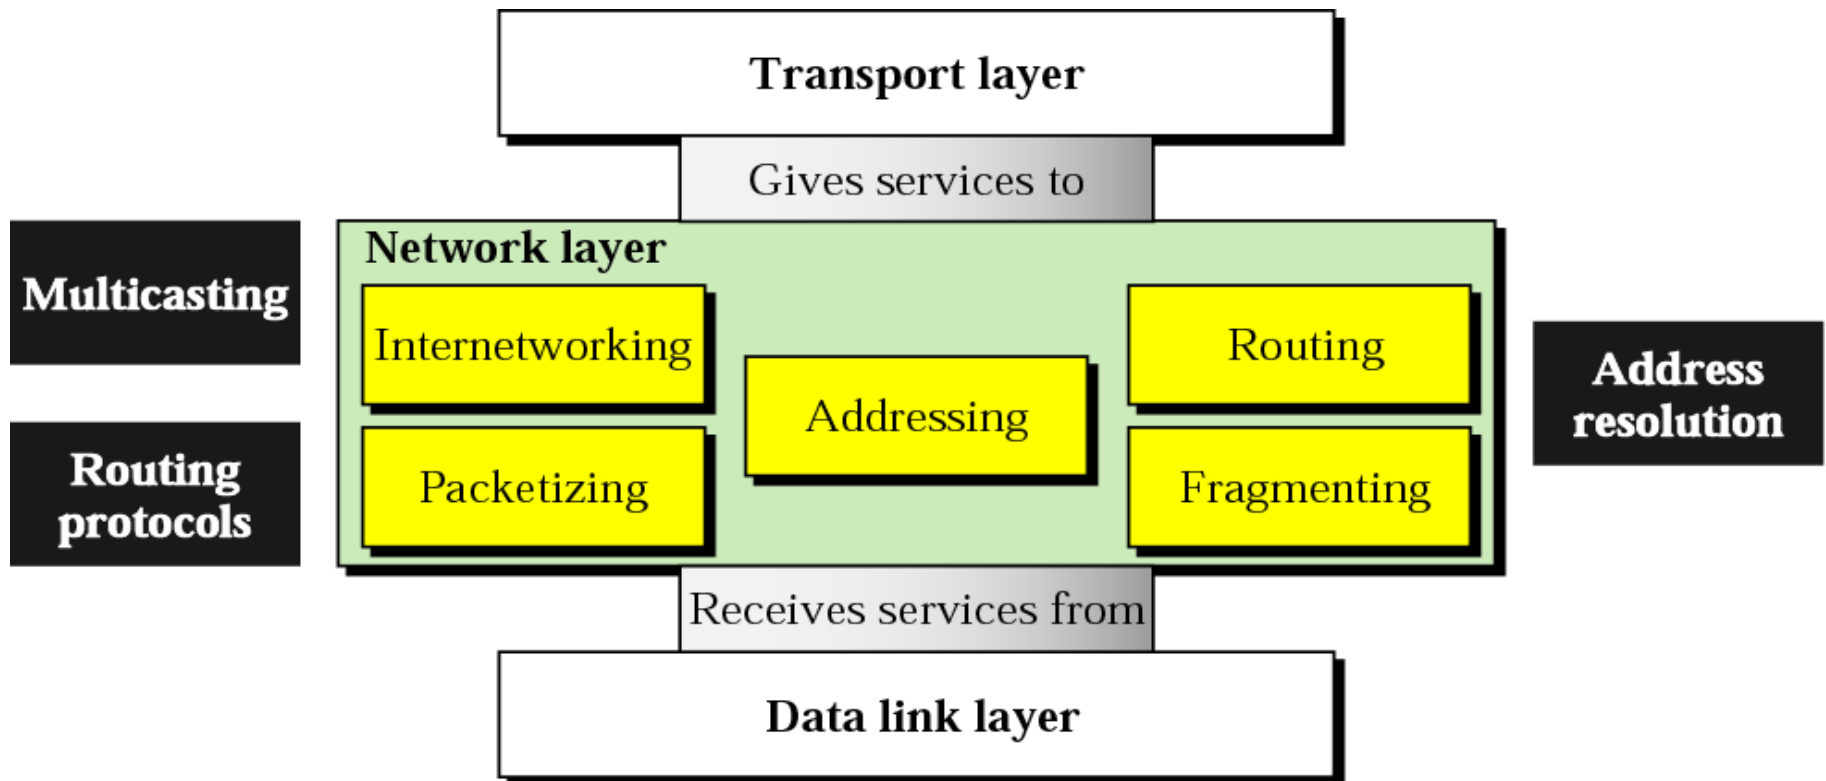 Transport layer
Gives services to
Network layer
Multicasting
Internetworking
Routing
Addressing
Address
resolution
Routing
protocols
Packetizing
Fragmenting
Receives services from
Data link layer